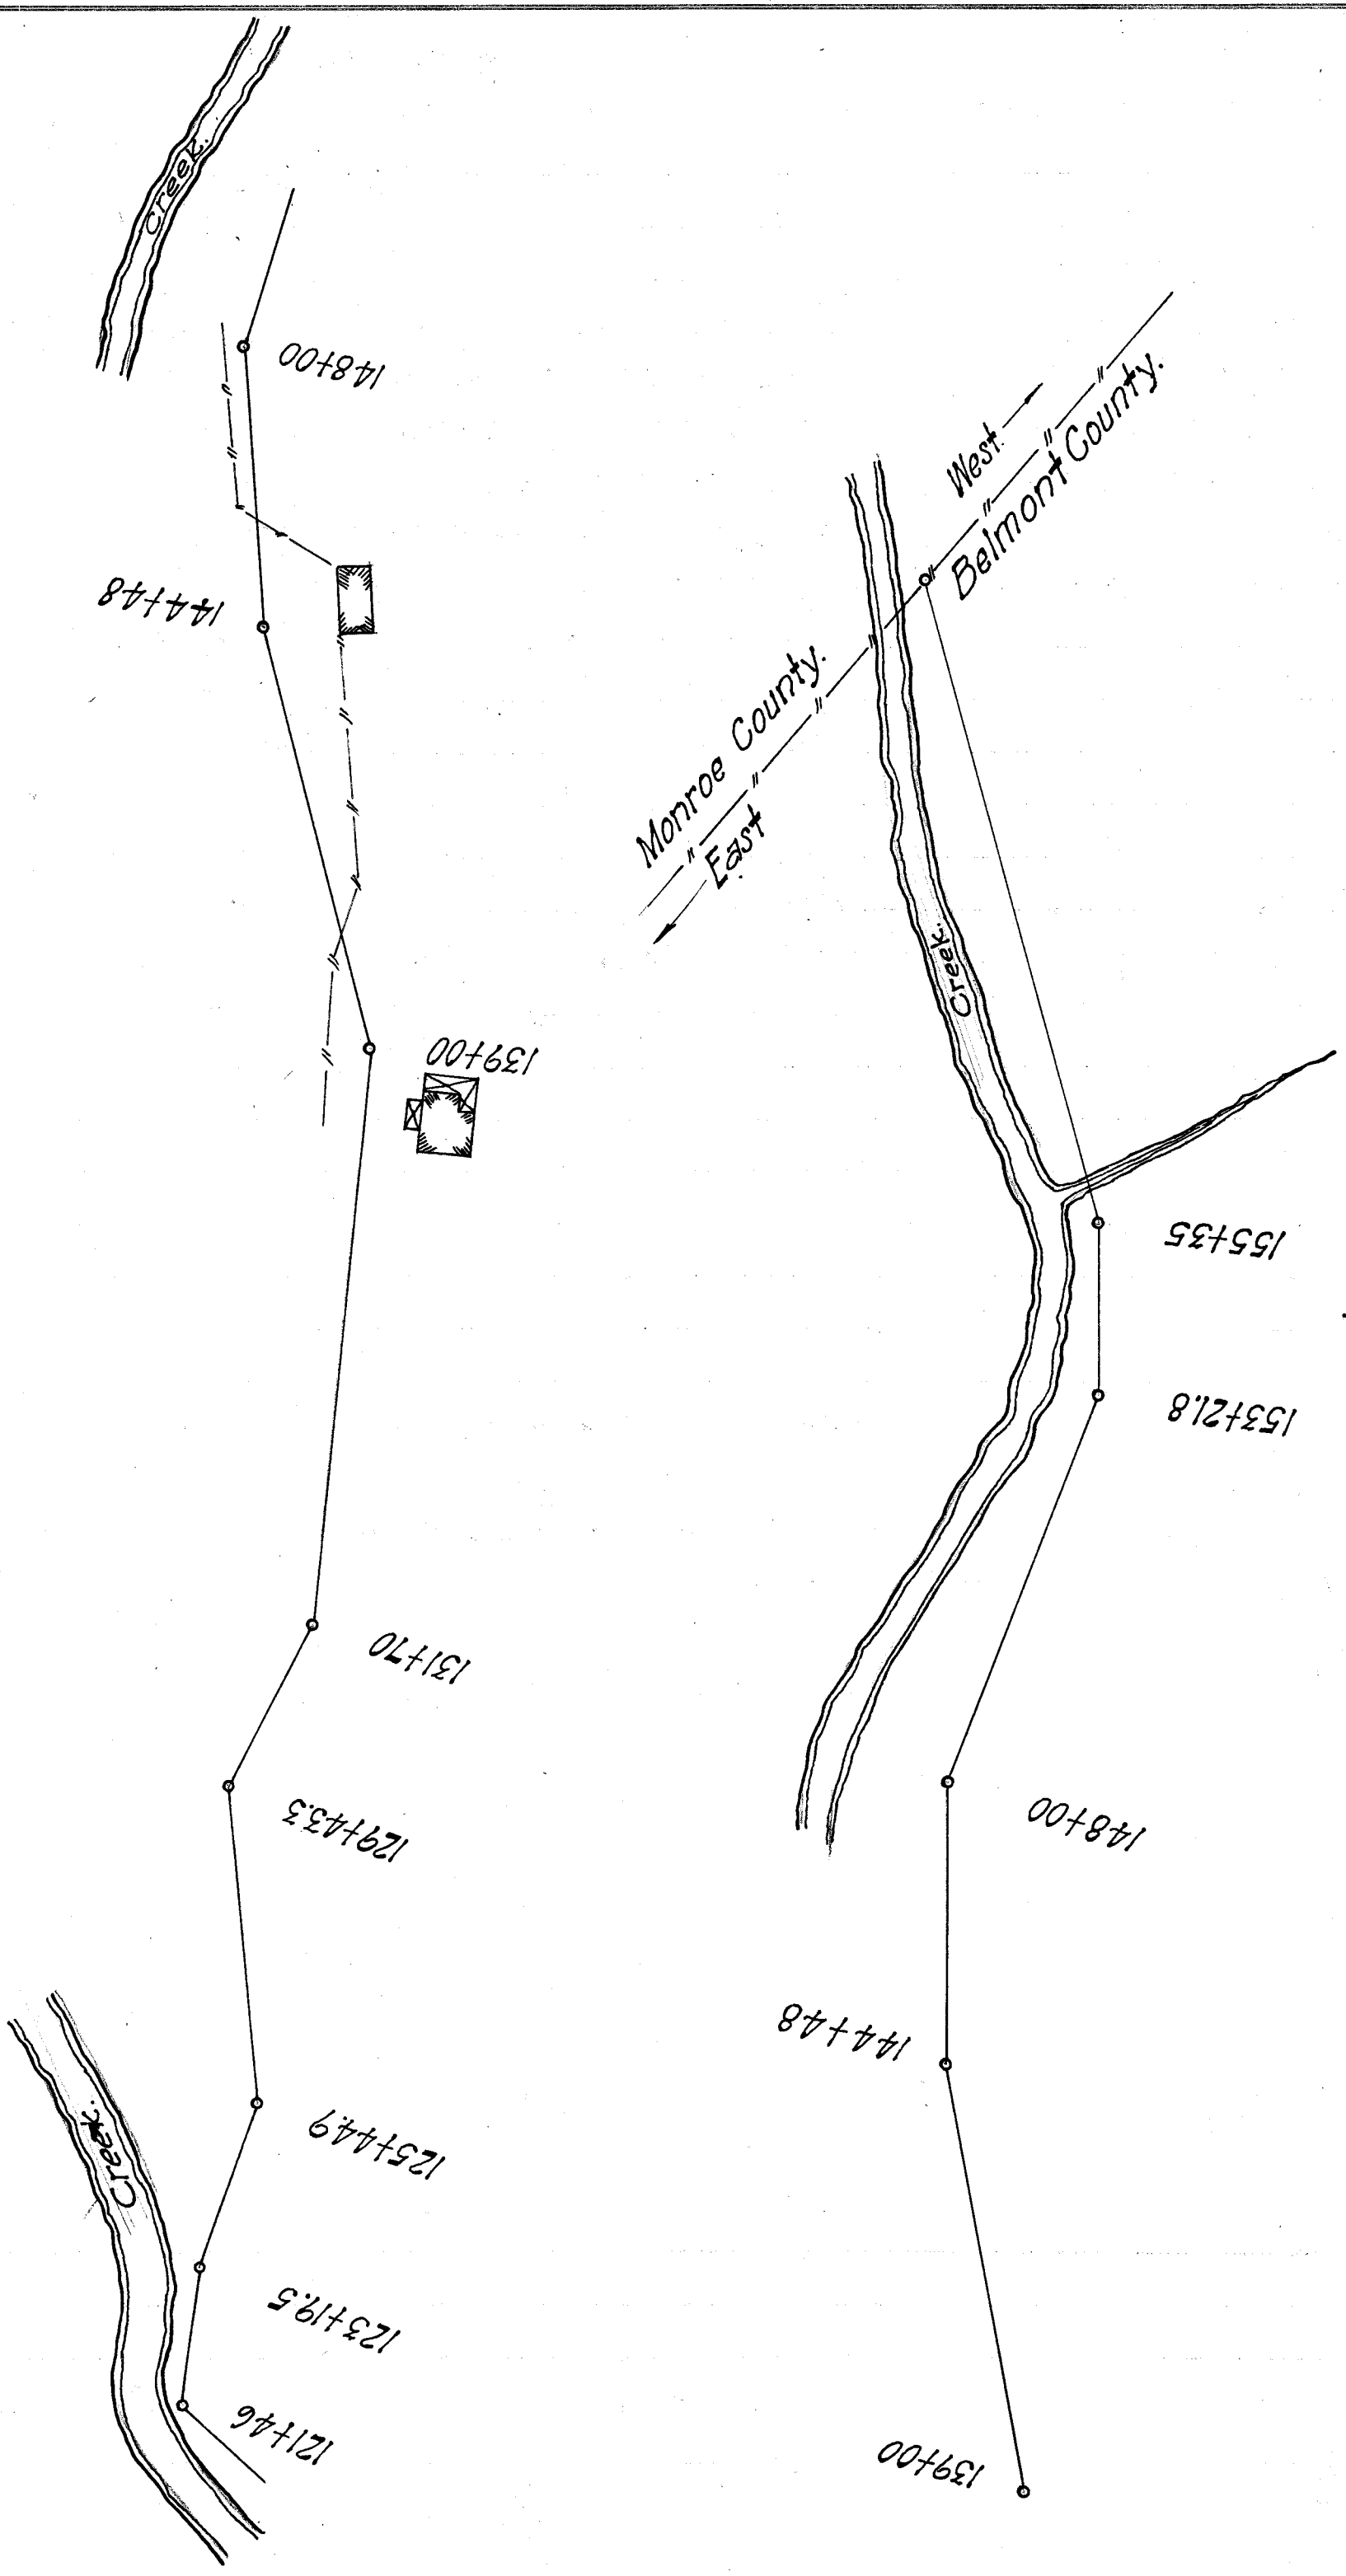 Creek.
148+00
144+48
139+00
131+70
129+43.3
125+44.9
Creek.
123+19.5
121+46
West.
Belmont County.
Monroe County.
East
Creek.
155+35
153+21.8
148+00
144+48
139+00